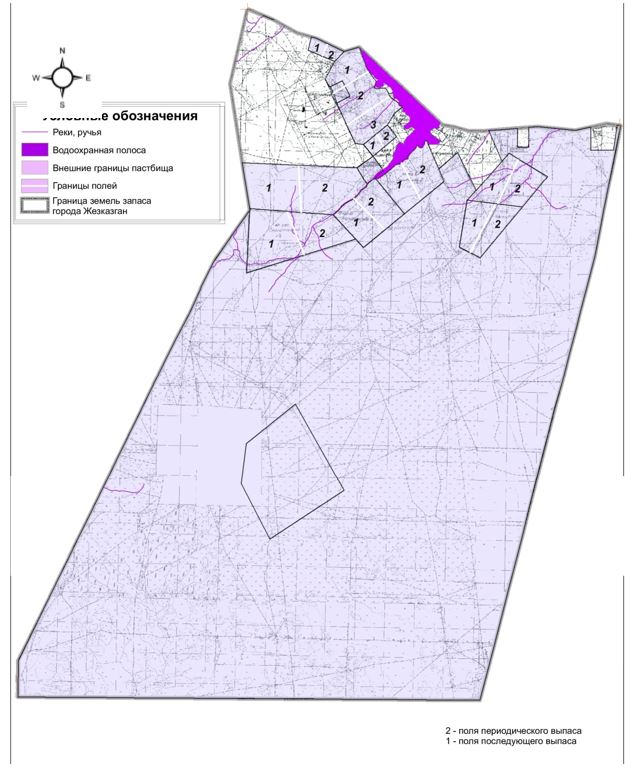 N
W E
S
Условные обозначения
Реки, ручья
Водоохранная полоса
Внешние границы пастбища
Границы полей
Граница земель запаса
города Жезказган
1 2
1
2
3
2
1
1 2
1 2
1 2
1 2
1 2
1 2
1 2
2 - поля периодического выпаса
1 - поля последующего выпаса